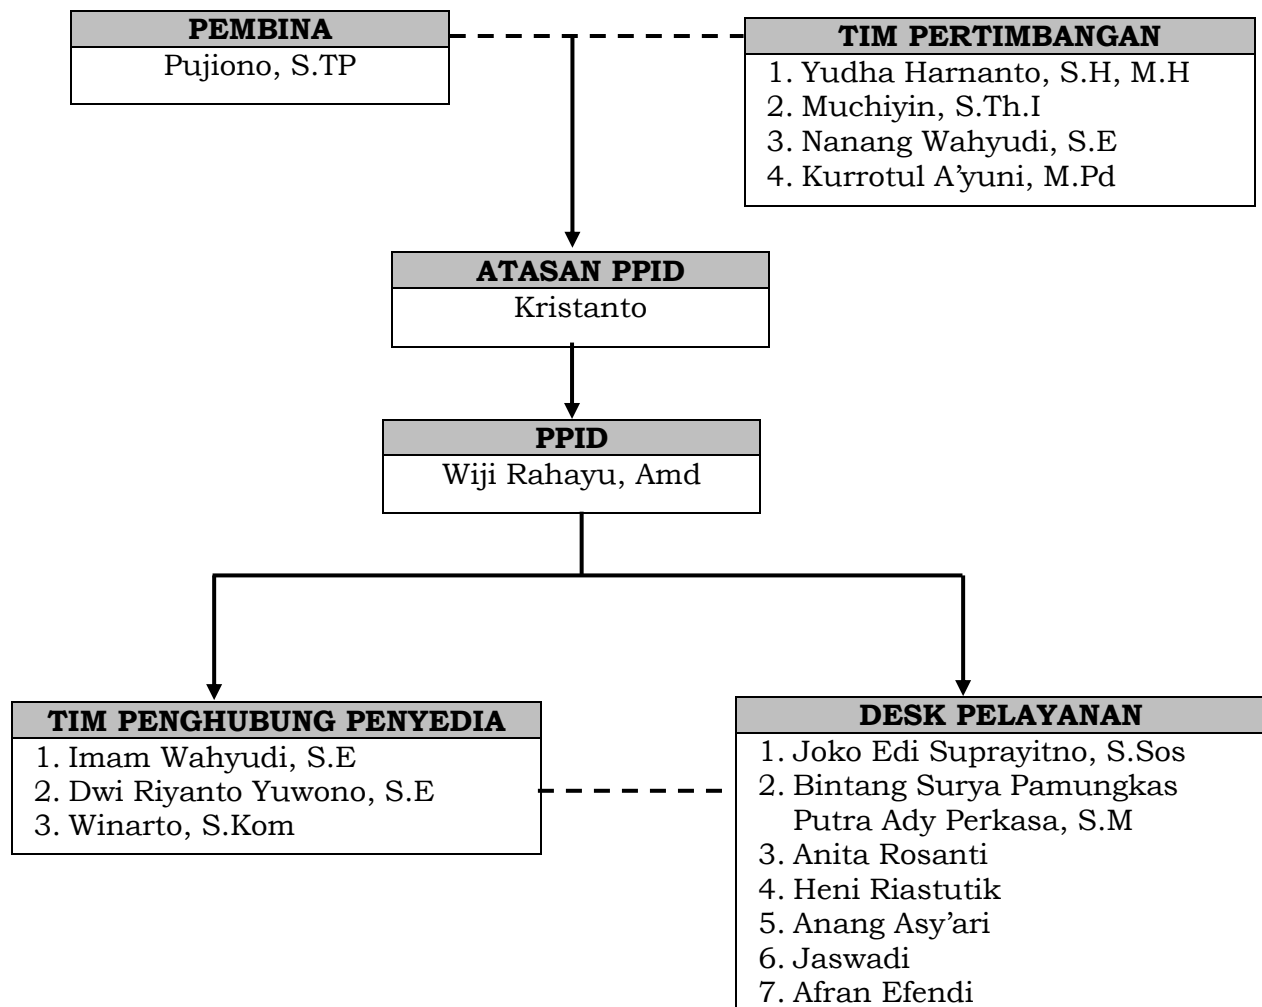 PEMBINA
Pujiono, S.TP
TIM PERTIMBANGAN
1. Yudha Harnanto, S.H, M.H
2. Muchiyin, S.Th.I
3. Nanang Wahyudi, S.E
4. Kurrotul A’yuni, M.Pd
ATASAN PPID
Kristanto
PPID
Wiji Rahayu, Amd
TIM PENGHUBUNG PENYEDIA
1. Imam Wahyudi, S.E
2. Dwi Riyanto Yuwono, S.E
3. Winarto, S.Kom
DESK PELAYANAN
1. Joko Edi Suprayitno, S.Sos
2. Bintang Surya Pamungkas
Putra Ady Perkasa, S.M
3. Anita Rosanti
4. Heni Riastutik
5. Anang Asy’ari
6. Jaswadi
7. Afran Efendi